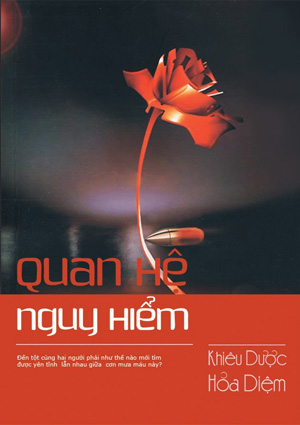 QUAN HỆ
NGUY HIỂM
Đến tột cùng hai người phải như thế nào mới tìm
được yên tĩnh lẫn nhau giữa cơn mưa máu này?
Khiêu Dược
Hỏa Diệm